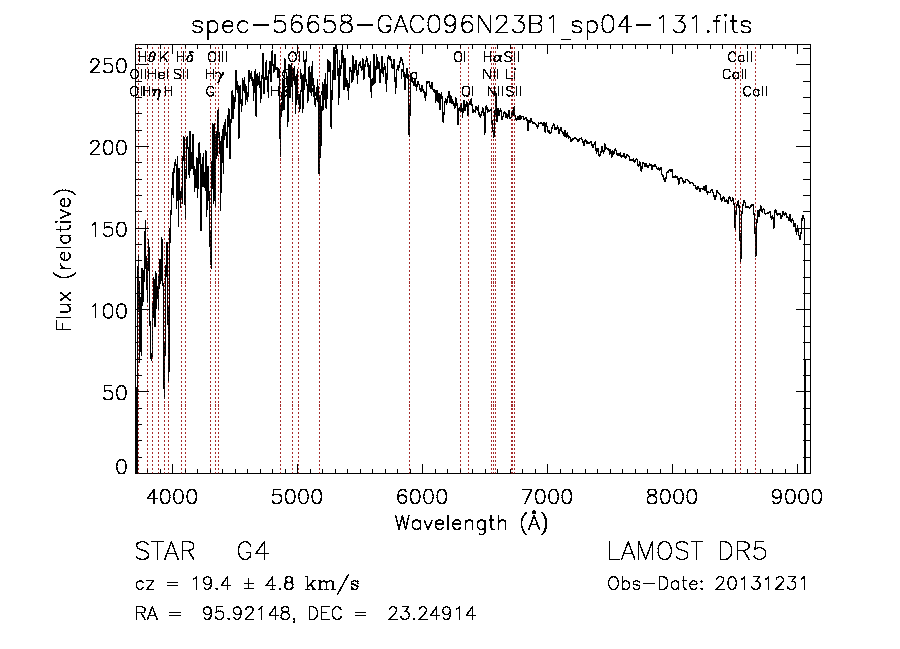 spec-56658-GAC096N23B1_sp04-131.fits
Hθ K Hδ OIII OIII OI Hα SII CaII
OII HeI SII Hγ NII Li CaII
OII Hη H G OI NII SII CaII
250
200
150
100
50
0
Flux (relative)
4000 5000 6000 7000 8000 9000
Wavelength (Å)
STAR G4 LAMOST DR5
cz = 19.4 ± 4.8 km/s Obs-Date: 20131231
RA = 95.92148, DEC = 23.24914